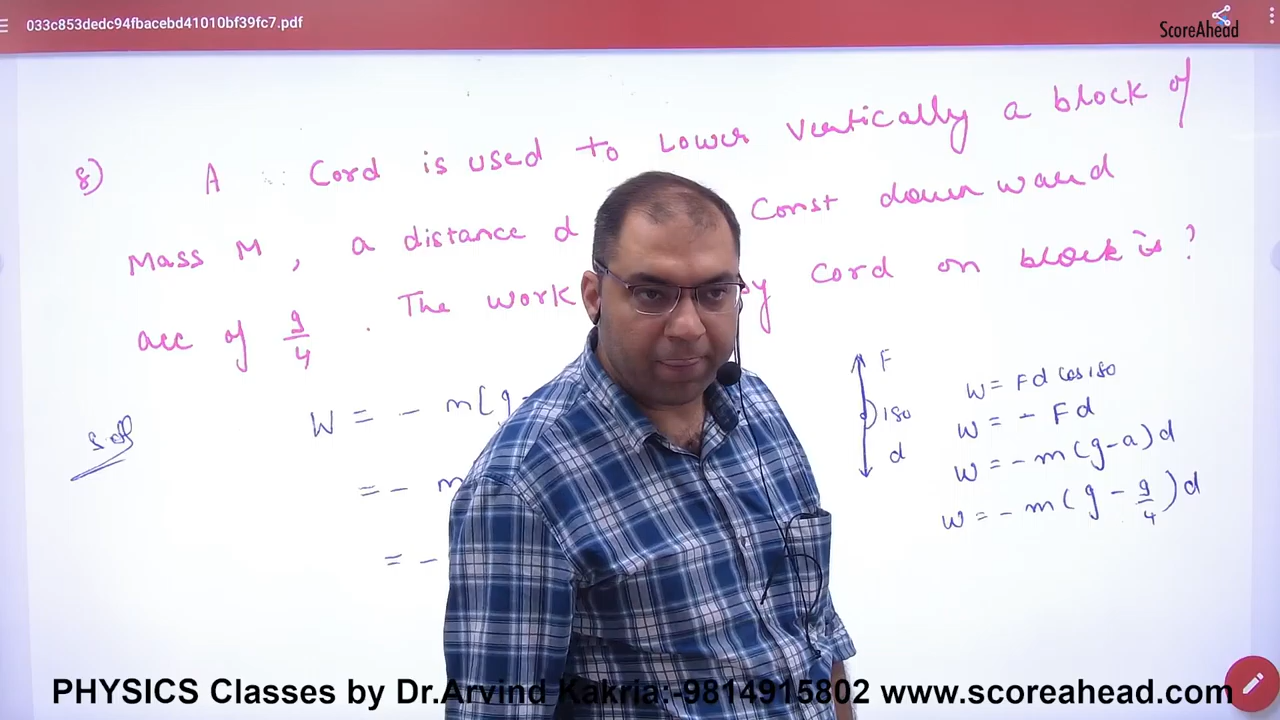 033c853dedc94fbacebd41010bf39fc7.pdf
ScoreAhead
8) A Cord is used to Lower vertically a block of
Mass M, a distance d Const downward
acc of g/4. The work by Cord on block is?
Sol
W = - m[g-
= - m
= -
F
180
d
W = Fd cos180
W = - Fd
W = - m(g-a)d
W = - m(g - g/4)d
PHYSICS Classes by Dr.Arvind Kakria:-9814915802 www.scoreahead.com